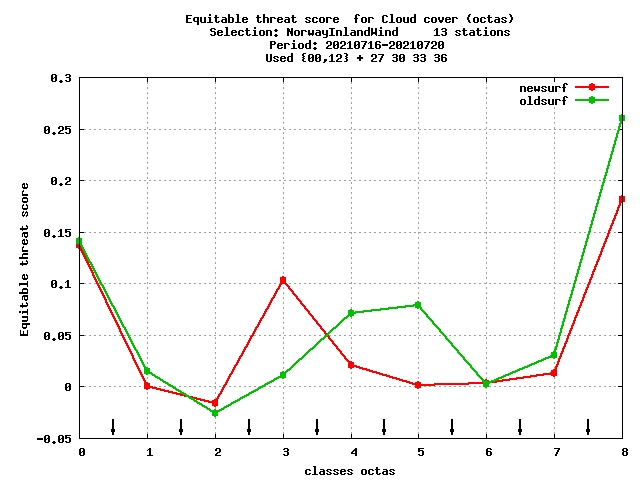 Equitable threat score  for Cloud cover (octas)
Selection: NorwayInlandWind     13 stations
Period: 20210716-20210720
Used {00,12} + 27 30 33 36
newsurf
oldsurf
0.3
0.25
0.2
0.15
0.1
0.05
0
-0.05
Equitable threat score
0 1 2 3 4 5 6 7 8
classes octas